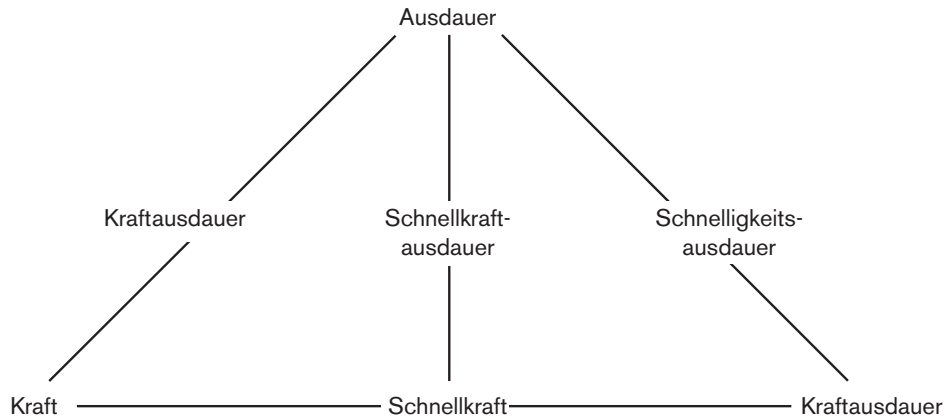 Ausdauer
Kraftausdauer
Schnellkraft-
ausdauer
Schnelligkeits-
ausdauer
Kraft
Schnellkraft
Kraftausdauer